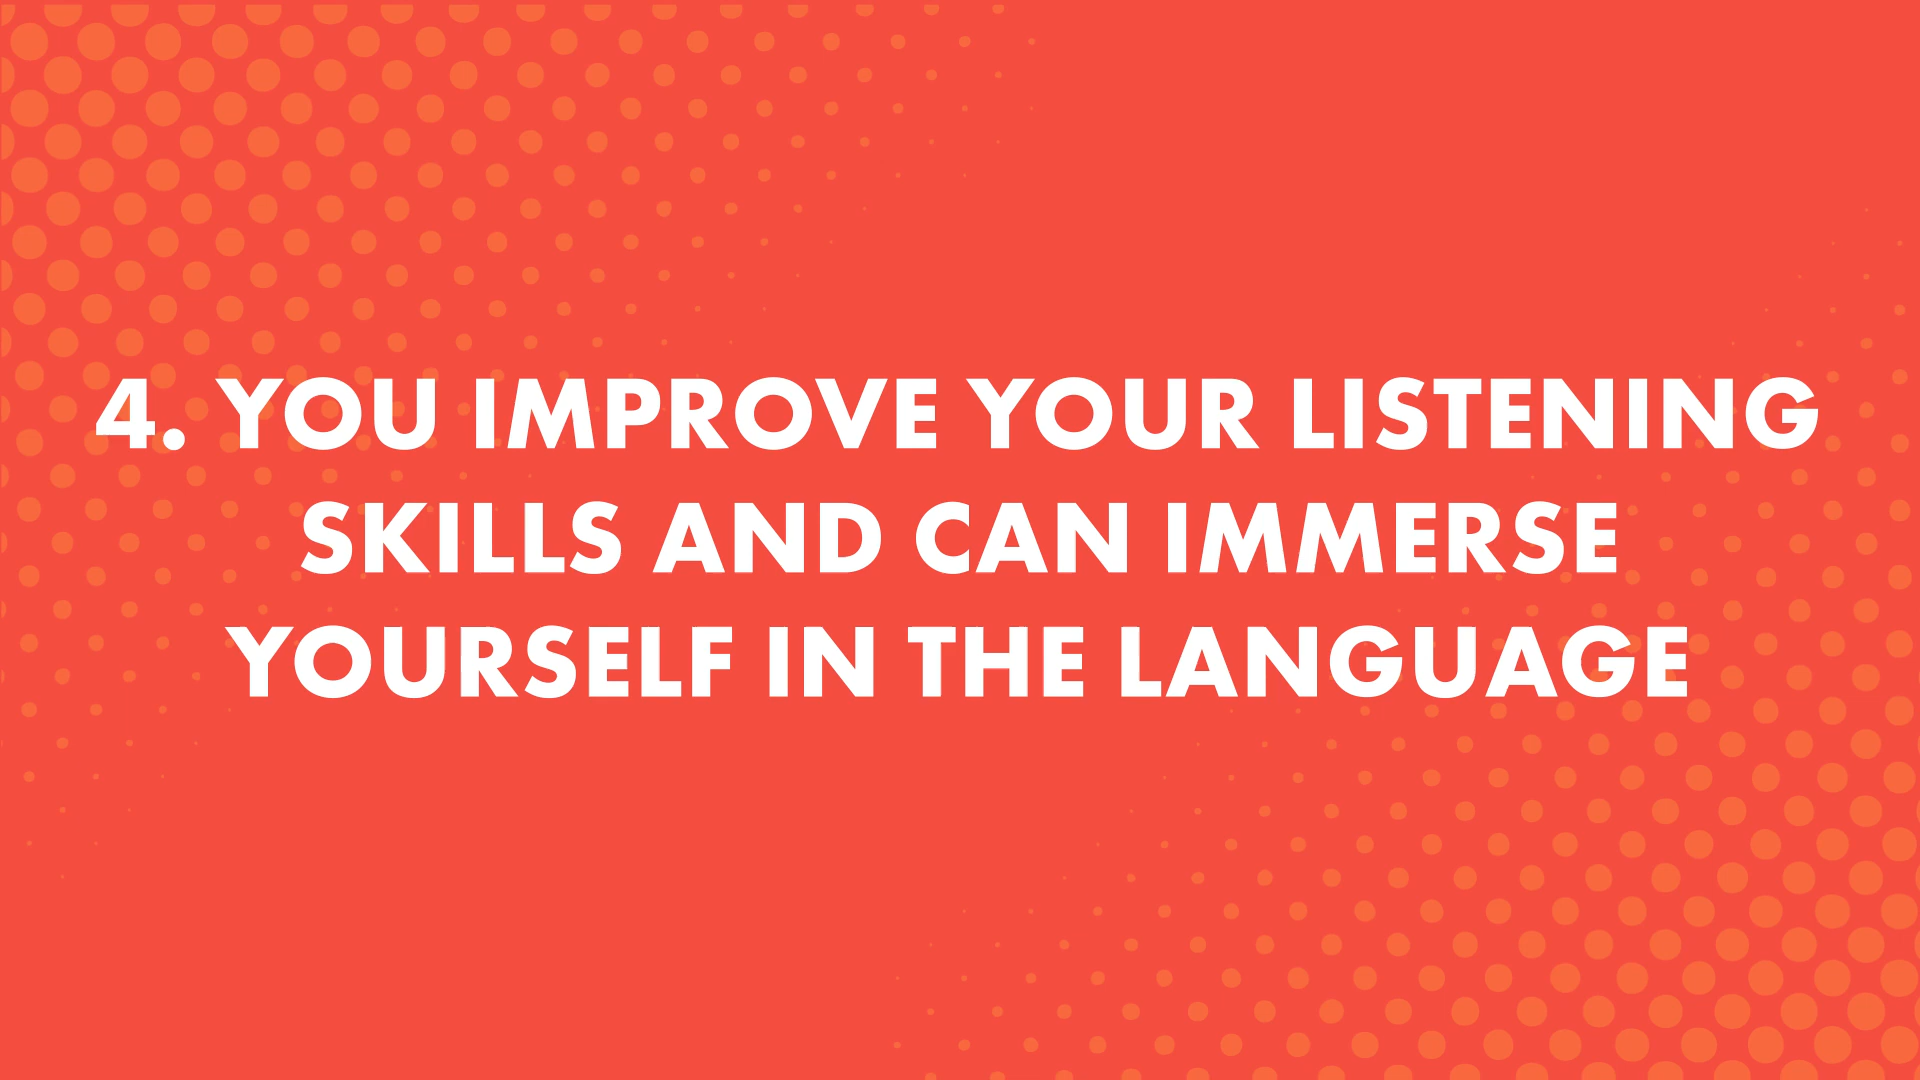 4. YOU IMPROVE YOUR LISTENING
SKILLS AND CAN IMMERSE
YOURSELF IN THE LANGUAGE